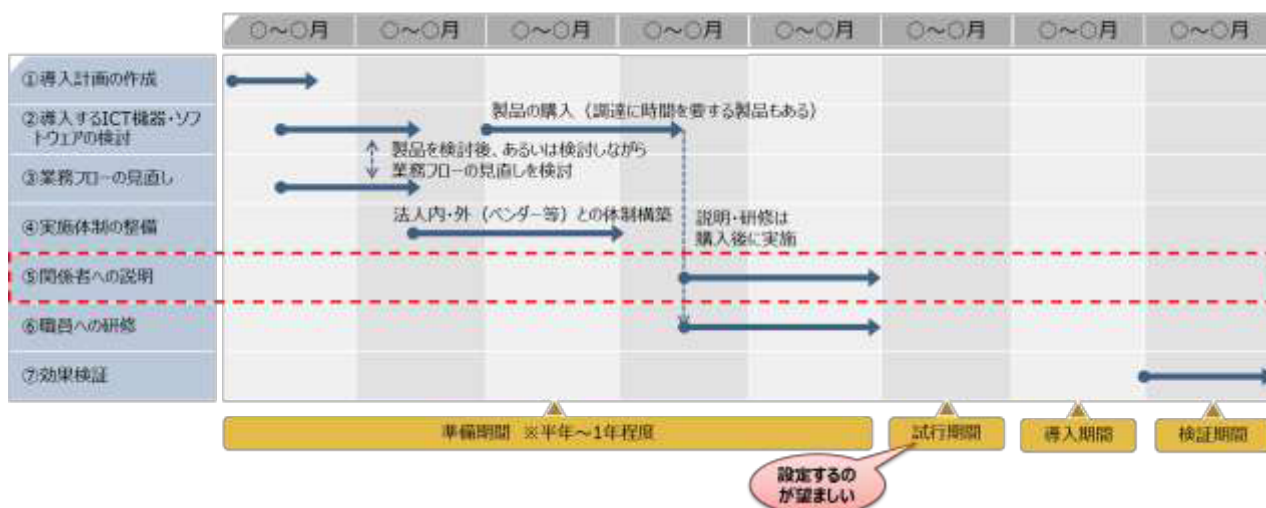 ○～○月 ○～○月 ○～○月 ○～○月 ○～○月 ○～○月 ○～○月 ○～○月
①導入計画の作成
②導入するICT機器・ソフ
トウェアの検討
製品の購入（調達に時間を要する製品もある）
製品を検討後、あるいは検討しながら
業務フローの見直しを検討
③業務フローの見直し
④実施体制の整備
法人内・外（ベンダー等）との体制構築
説明・研修は
購入後に実施
⑤関係者への説明
⑥職員への研修
⑦効果検証
準備期間 ※半年～1年程度
試行期間
導入期間
検証期間
設定するの
が望ましい